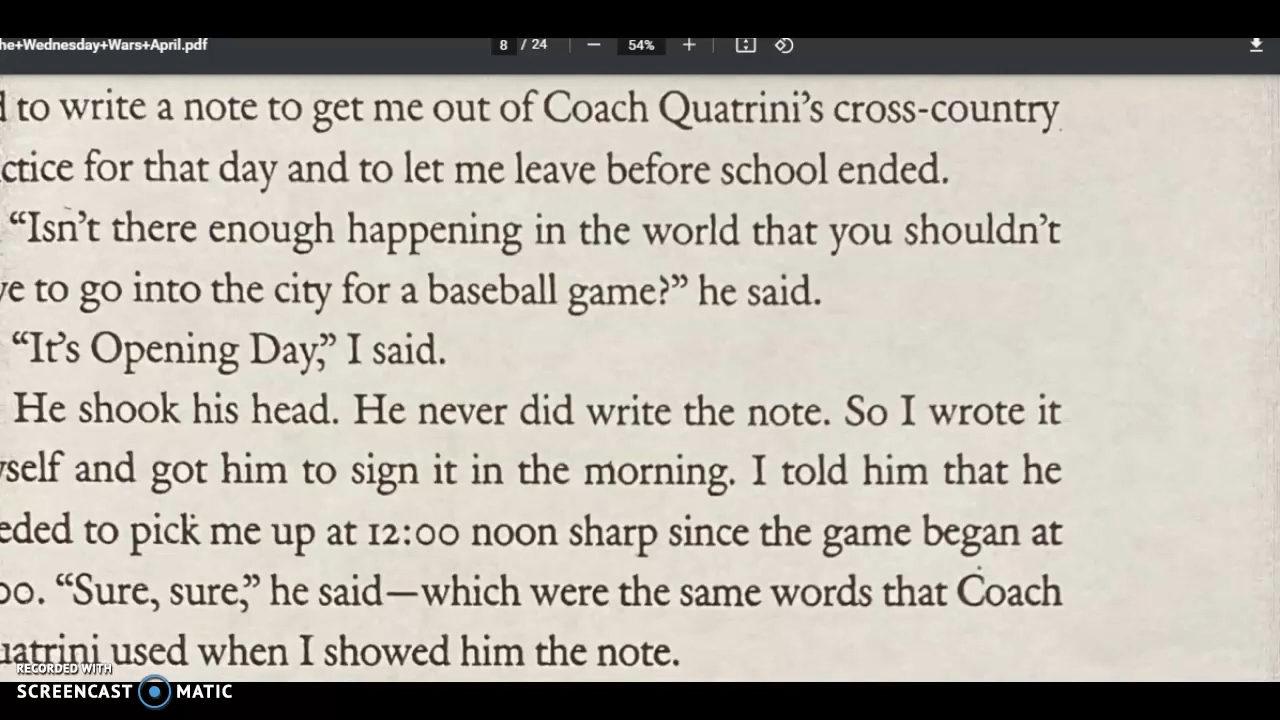 he+Wednesday+Wars+April.pdf 8 / 24 54%
to write a note to get me out of Coach Quatrini's cross-country
ctice for that day and to let me leave before school ended.
“Isn't there enough happening in the world that you shouldn't
ve to go into the city for a baseball game?” he said.
“It's Opening Day,” I said.
He shook his head. He never did write the note. So I wrote it
yself and got him to sign it in the morning. I told him that he
eded to pick me up at 12:00 noon sharp since the game began at
00. “Sure, sure,” he said—which were the same words that Coach
uatrini used when I showed him the note.
RECORDED WITH
SCREENCAST MATIC